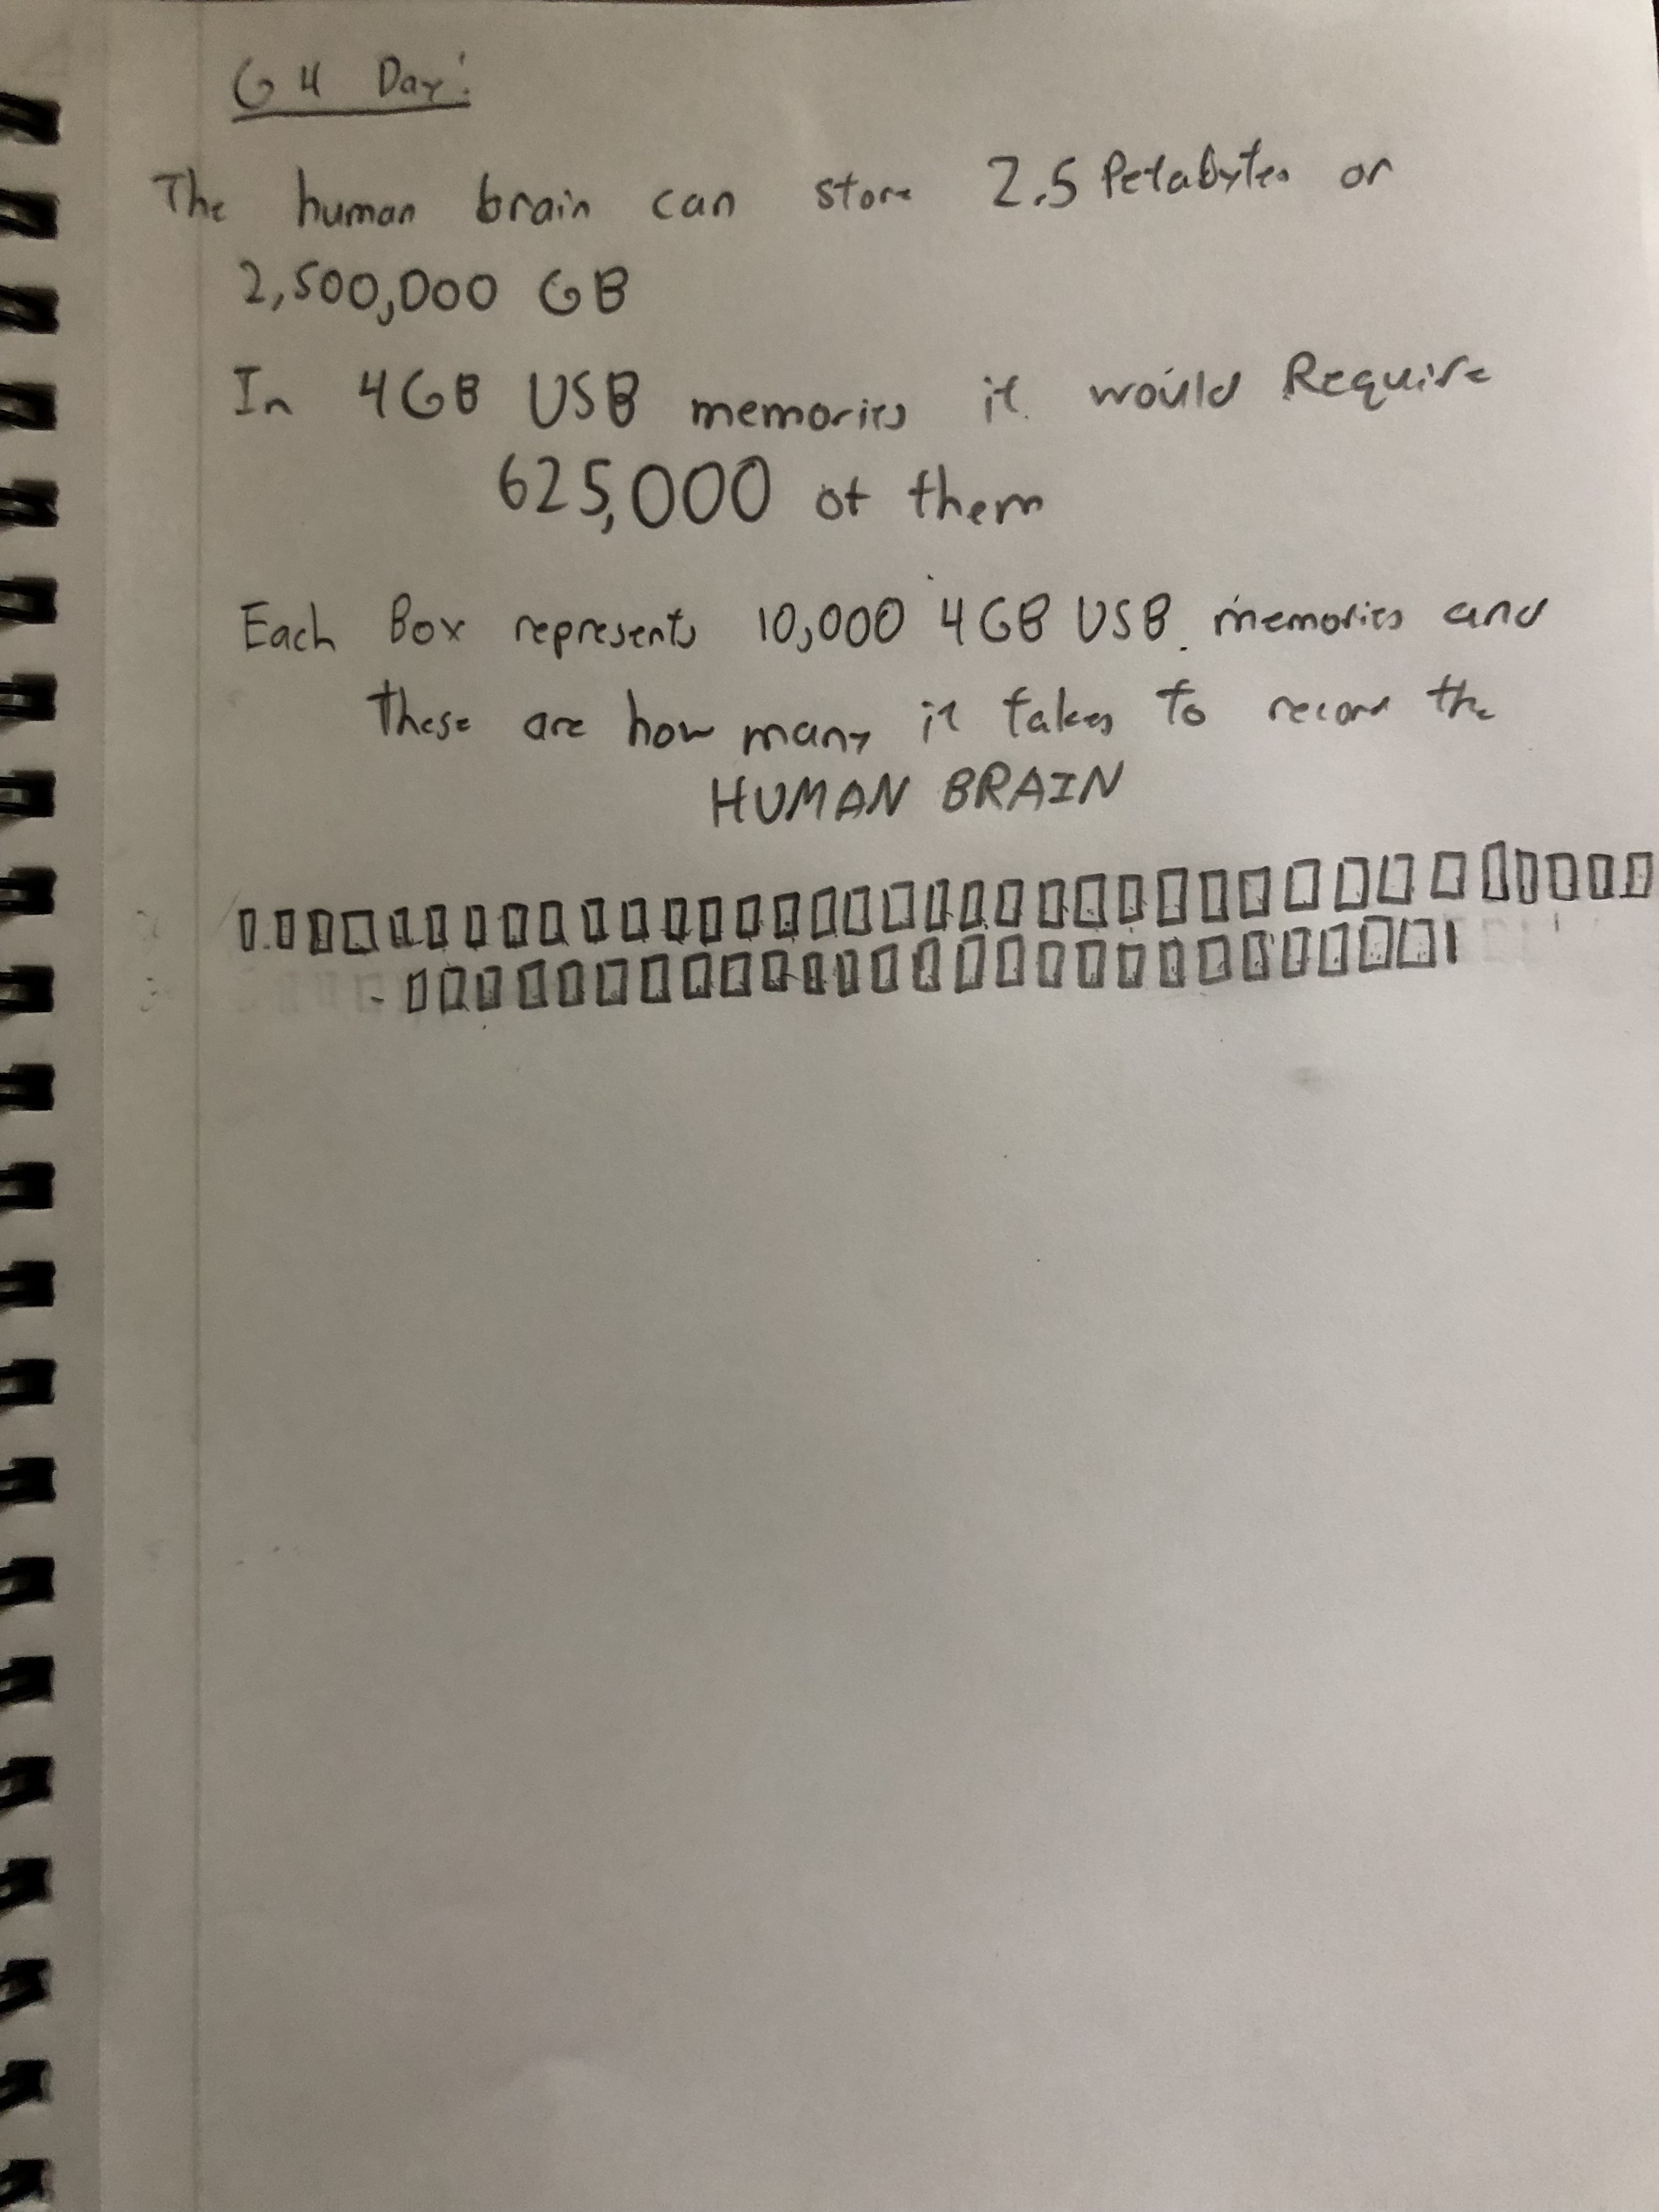 G4 Day:
The human brain can store 2.5 Petabytes or
2,500,000 GB
In 4GB USB memories it would Require
625,000 of them
Each Box represents 10,000 4GB USB memories and
These are how many it takes to record the
HUMAN BRAIN